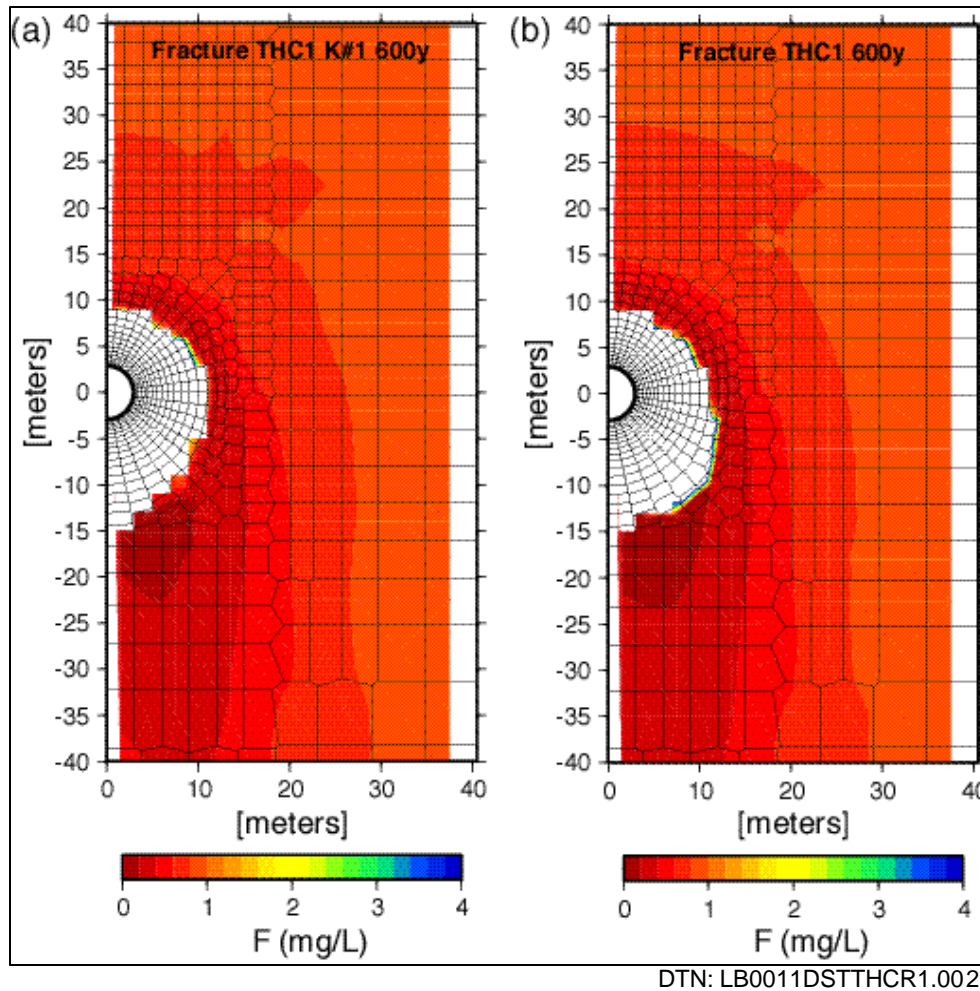 (a)
Fracture THC1 K#1 600y
40
35
30
25
20
15
10
5
0
-5
-10
-15
-20
-25
-30
-35
-40
[meters]
0 10 20 30 40
[meters]
0 1 2 3 4
F (mg/L)
(b)
Fracture THC1 600y
40
35
30
25
20
15
10
5
0
-5
-10
-15
-20
-25
-30
-35
-40
[meters]
0 10 20 30 40
[meters]
0 1 2 3 4
F (mg/L)
DTN: LB0011DSTTHCR1.002